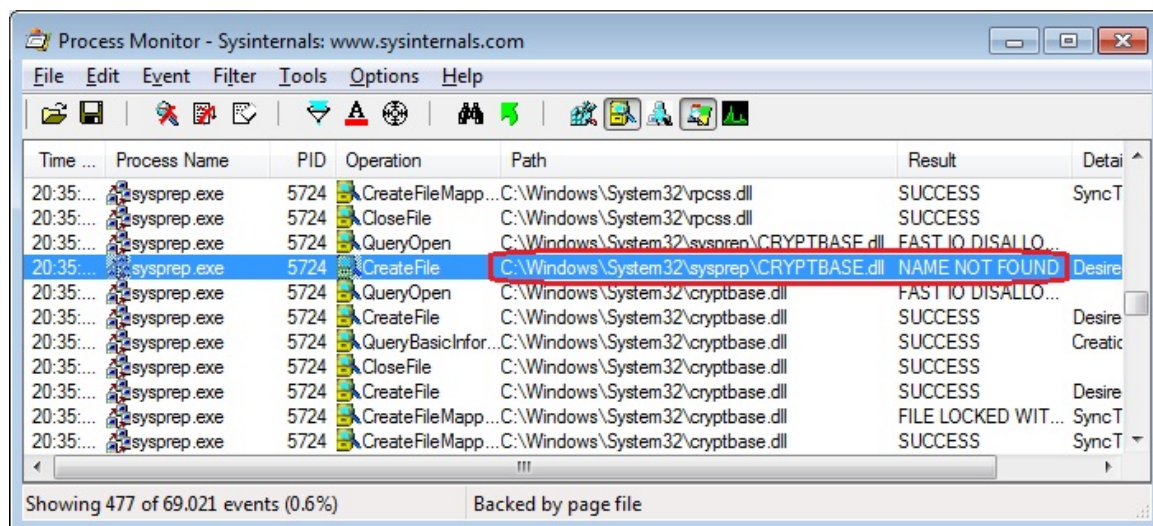 Process Monitor - Sysinternals: www.sysinternals.com
File Edit Event Filter Tools Options Help
Time ... Process Name PID Operation Path Result Detai
20:35:... sysprep.exe 5724 CreateFileMapp... C:\Windows\System32\rpcss.dll SUCCESS SyncT
20:35:... sysprep.exe 5724 CloseFile C:\Windows\System32\rpcss.dll SUCCESS
20:35:... sysprep.exe 5724 QueryOpen C:\Windows\System32\sysprep\CRYPTBASE.dll FAST IO DISALLO...
20:35:... sysprep.exe 5724 CreateFile C:\Windows\System32\sysprep\CRYPTBASE.dll NAME NOT FOUND Desire
20:35:... sysprep.exe 5724 QueryOpen C:\Windows\System32\cryptbase.dll FAST IO DISALLO...
20:35:... sysprep.exe 5724 CreateFile C:\Windows\System32\cryptbase.dll SUCCESS Desire
20:35:... sysprep.exe 5724 QueryBasicInfor... C:\Windows\System32\cryptbase.dll SUCCESS Creatic
20:35:... sysprep.exe 5724 CloseFile C:\Windows\System32\cryptbase.dll SUCCESS
20:35:... sysprep.exe 5724 CreateFile C:\Windows\System32\cryptbase.dll SUCCESS Desire
20:35:... sysprep.exe 5724 CreateFileMapp... C:\Windows\System32\cryptbase.dll FILE LOCKED WIT... SyncT
20:35:... sysprep.exe 5724 CreateFileMapp... C:\Windows\System32\cryptbase.dll SUCCESS SyncT
Showing 477 of 69.021 events (0.6%) Backed by page file